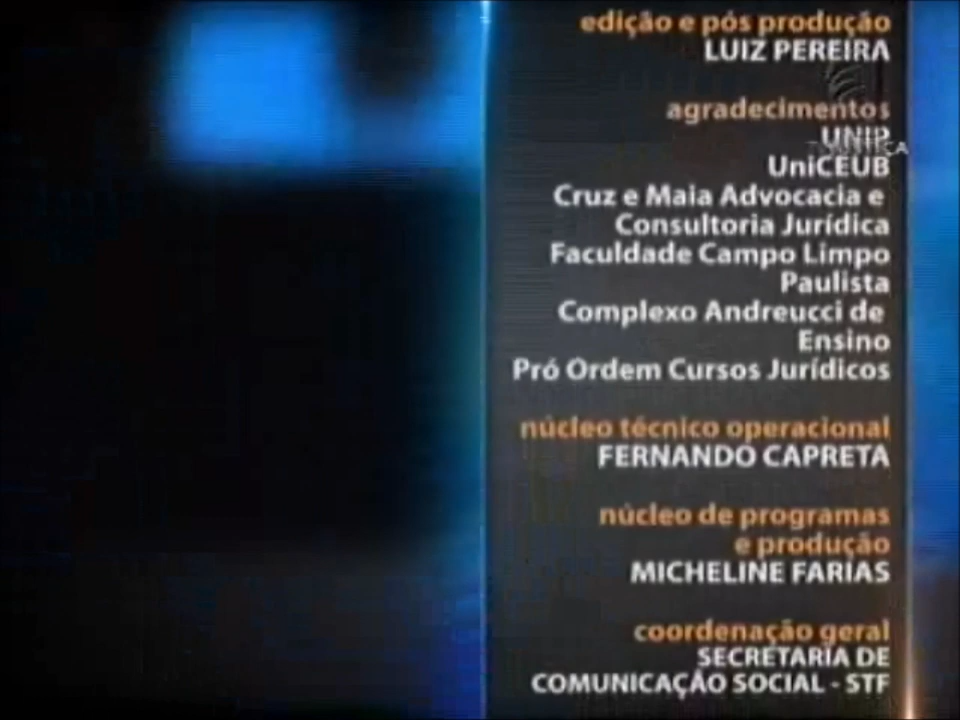 edição e pós produção
LUIZ PEREIRA
agradecimentos
UNIP
UniCEUB
Cruz e Maia Advocacia e
Consultoria Jurídica
Faculdade Campo Limpo
Paulista
Complexo Andreucci de
Ensino
Pró Ordem Cursos Jurídicos
núcleo técnico operacional
FERNANDO CAPRETA
núcleo de programas
e produção
MICHELINE FARIAS
coordenação geral
SECRETARIA DE
COMUNICAÇÃO SOCIAL - STF